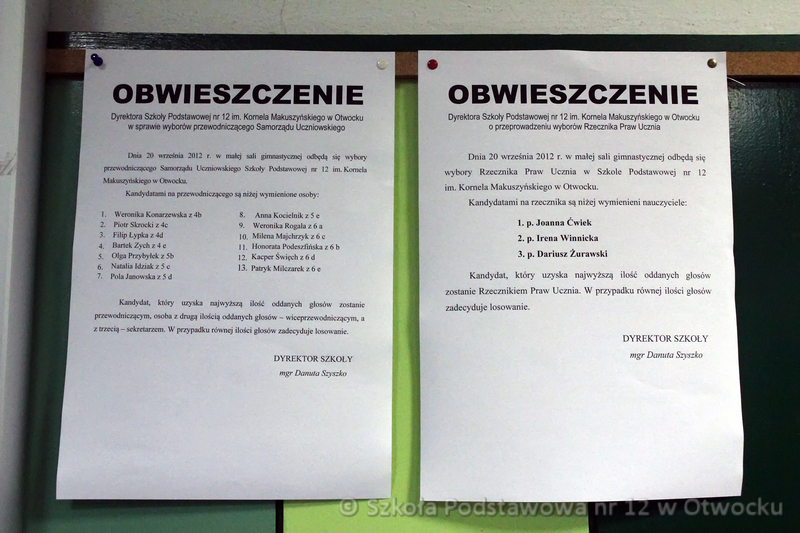 OBWIESZCZENIE
Dyrektora Szkoły Podstawowej nr 12 im. Kornela Makuszyńskiego w Otwocku
w sprawie wyborów przewodniczącego Samorządu Uczniowskiego
Dnia 20 września 2012 r. w małej sali gimnastycznej odbędą się wybory
przewodniczącego Samorządu Uczniowskiego Szkoły Podstawowej nr 12 im. Kornela
Makuszyńskiego w Otwocku.
Kandydatami na przewodniczącego są niżej wymienione osoby:
1. Weronika Konarzewska z 4b
2. Piotr Skrocki z 4c
3. Filip Łypka z 4d
4. Bartek Zych z 4 e
5. Olga Przybyłek z 5b
6. Natalia Idziak z 5 c
7. Pola Janowska z 5 d
8. Anna Kocielnik z 5 e
9. Weronika Rogala z 6 a
10. Milena Majchrzyk z 6 c
11. Honorata Podeszfińska z 6 b
12. Kacper Święch z 6 d
13. Patryk Milczarek z 6 e
Kandydat, który uzyska najwyższą ilość oddanych głosów zostanie
przewodniczącym, osoba z drugą ilością oddanych głosów – wiceprzewodniczącym, a
z trzecią – sekretarzem. W przypadku równej ilości głosów zadecyduje losowanie.
DYREKTOR SZKOŁY
mgr Danuta Szyszko
OBWIESZCZENIE
Dyrektora Szkoły Podstawowej nr 12 im. Kornela Makuszyńskiego w Otwocku
o przeprowadzeniu wyborów Rzecznika Praw Ucznia
Dnia 20 września 2012 r. w małej sali gimnastycznej odbędą się
wybory Rzecznika Praw Ucznia w Szkole Podstawowej nr 12
im. Kornela Makuszyńskiego w Otwocku.
Kandydatami na rzecznika są niżej wymienieni nauczyciele:
1. p. Joanna Ćwiek
2. p. Irena Winnicka
3. p. Dariusz Żurawski
Kandydat, który uzyska najwyższą ilość oddanych głosów
zostanie Rzecznikiem Praw Ucznia. W przypadku równej ilości głosów
zadecyduje losowanie.
DYREKTOR SZKOŁY
mgr Danuta Szyszko
© Szkoła Podstawowa nr 12 w Otwocku